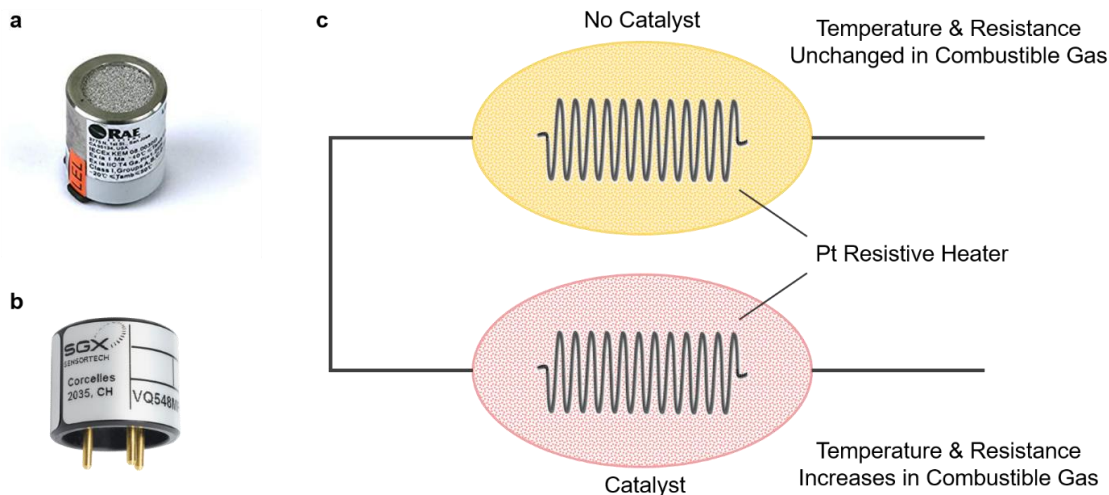 a
RAE
LEL
b
SGX
SENSORTECH
Corcelles
2035, CH
c
No Catalyst
Temperature & Resistance
Unchanged in Combustible Gas
Pt Resistive Heater
Temperature & Resistance
Increases in Combustible Gas
Catalyst